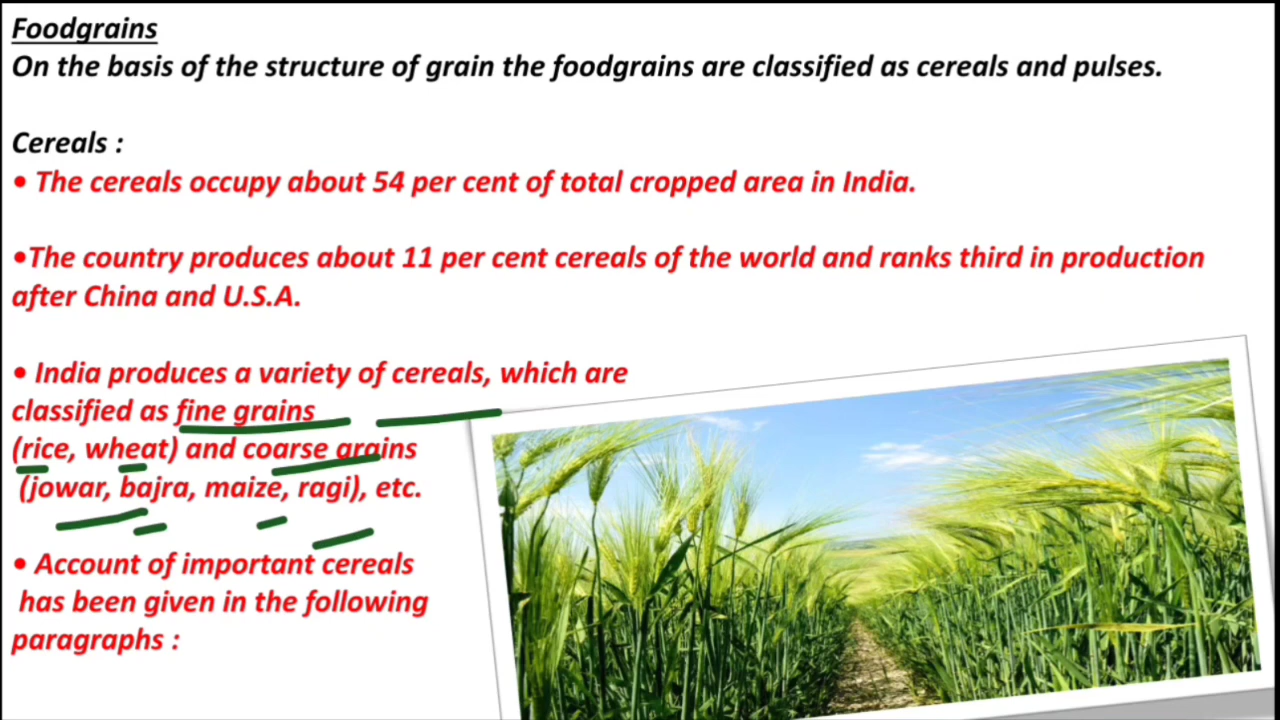 Foodgrains
On the basis of the structure of grain the foodgrains are classified as cereals and pulses.
Cereals :
• The cereals occupy about 54 per cent of total cropped area in India.
•The country produces about 11 per cent cereals of the world and ranks third in production
after China and U.S.A.
• India produces a variety of cereals, which are
classified as fine grains
(rice, wheat) and coarse grains
(jowar, bajra, maize, ragi), etc.
• Account of important cereals
has been given in the following
paragraphs :